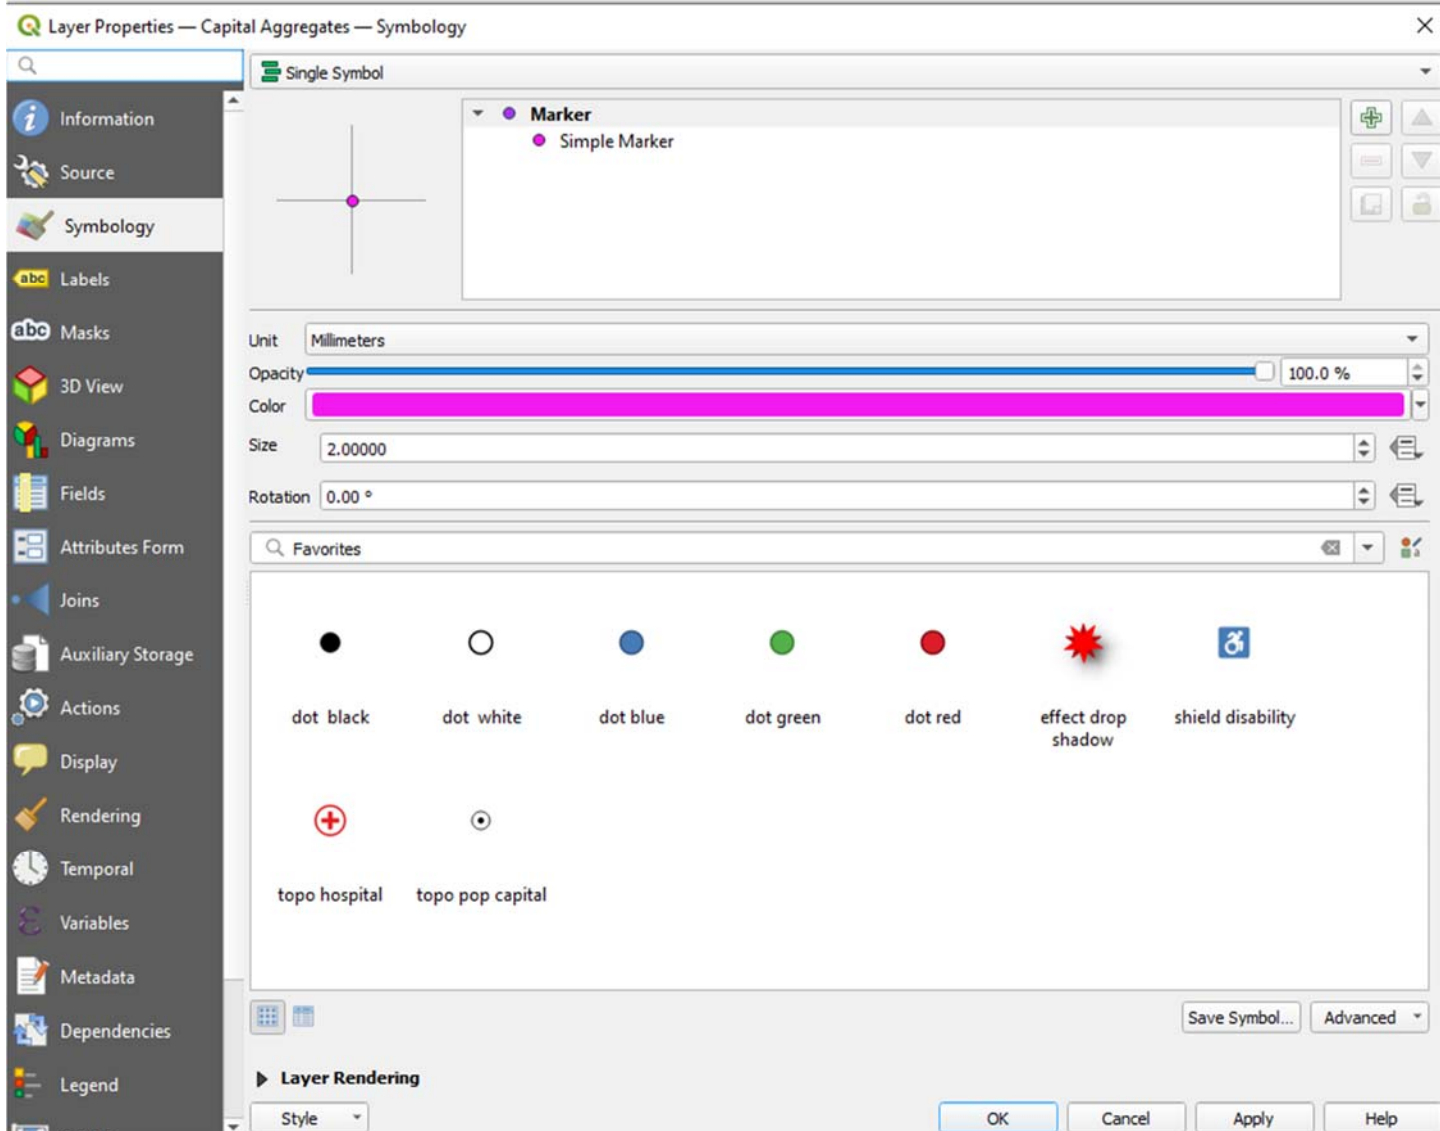 Layer Properties — Capital Aggregates — Symbology
Single Symbol
Information
Source
Symbology
abc Labels
abc Masks
3D View
Diagrams
Fields
Attributes Form
Joins
Auxiliary Storage
Actions
Display
Rendering
Temporal
Variables
Metadata
Dependencies
Legend
Marker
Simple Marker
Unit Millimeters
Opacity 100.0 %
Color
Size 2.00000
Rotation 0.00 °
Favorites
dot black dot white dot blue dot green dot red effect drop shield disability
shadow
topo hospital topo pop capital
Save Symbol... Advanced
Layer Rendering
Style OK Cancel Apply Help